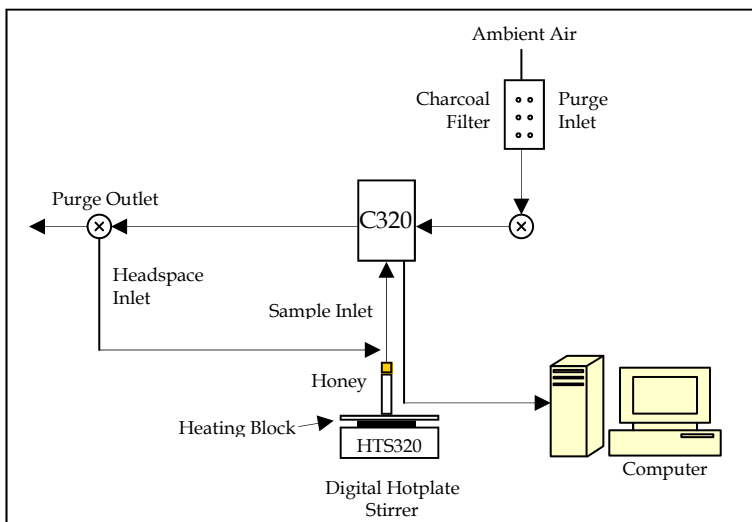 Ambient Air
Charcoal
Filter
Purge
Inlet
Purge Outlet
C320
Headspace
Inlet
Sample Inlet
Honey
Heating Block
HTS320
Computer
Digital Hotplate
Stirrer